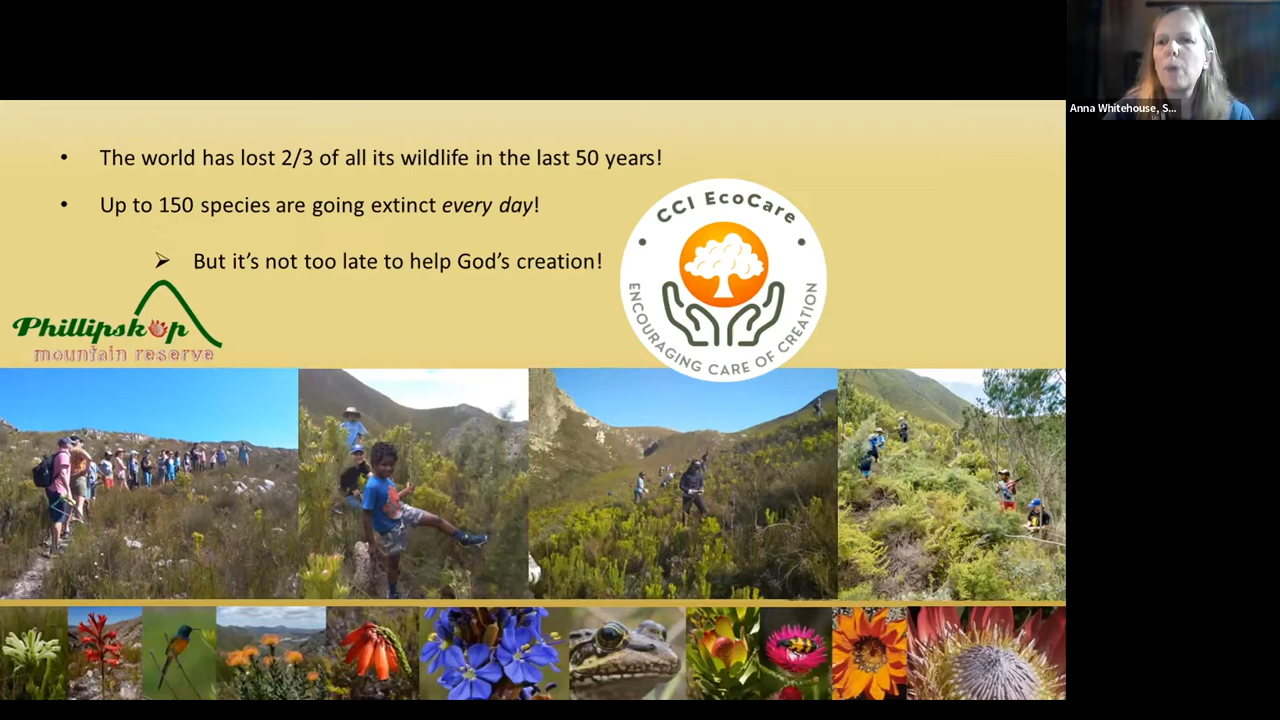 Anna Whitehouse, S...
• The world has lost 2/3 of all its wildlife in the last 50 years!
• Up to 150 species are going extinct every day!
➢ But it's not too late to help God's creation!
CCI EcoCare
ENCOURAGING CARE OF CREATION
Phillipskop
mountain reserve